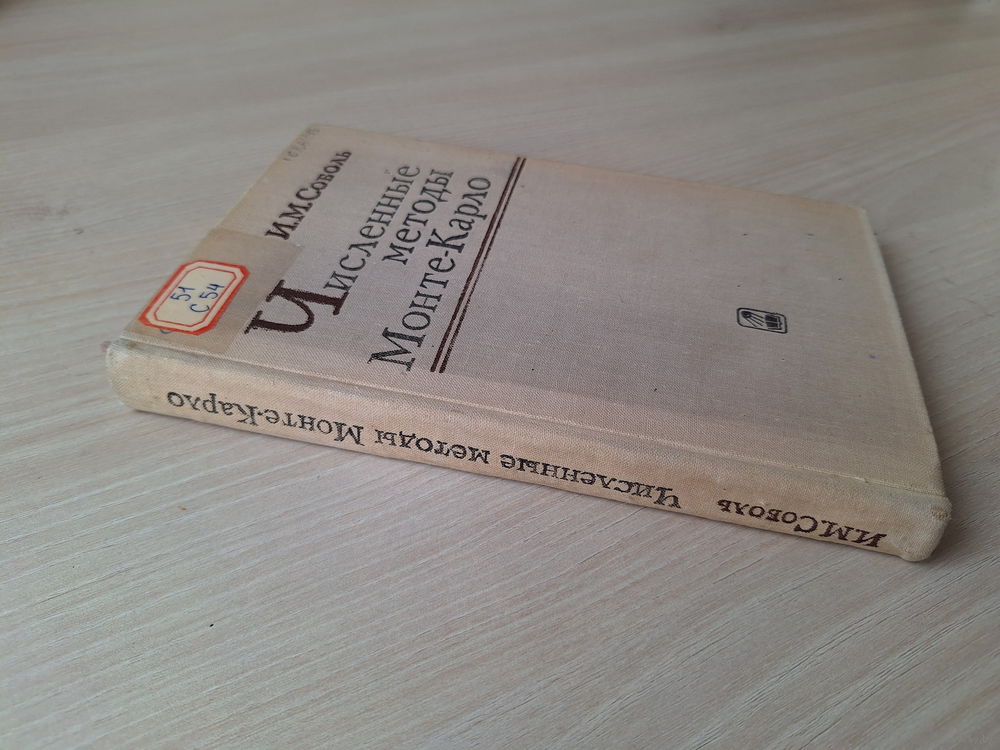 И.М.Соболь
Численные
методы
Монте-Карло
51
С 54
И.М.Соболь Численные методы Монте-Карло